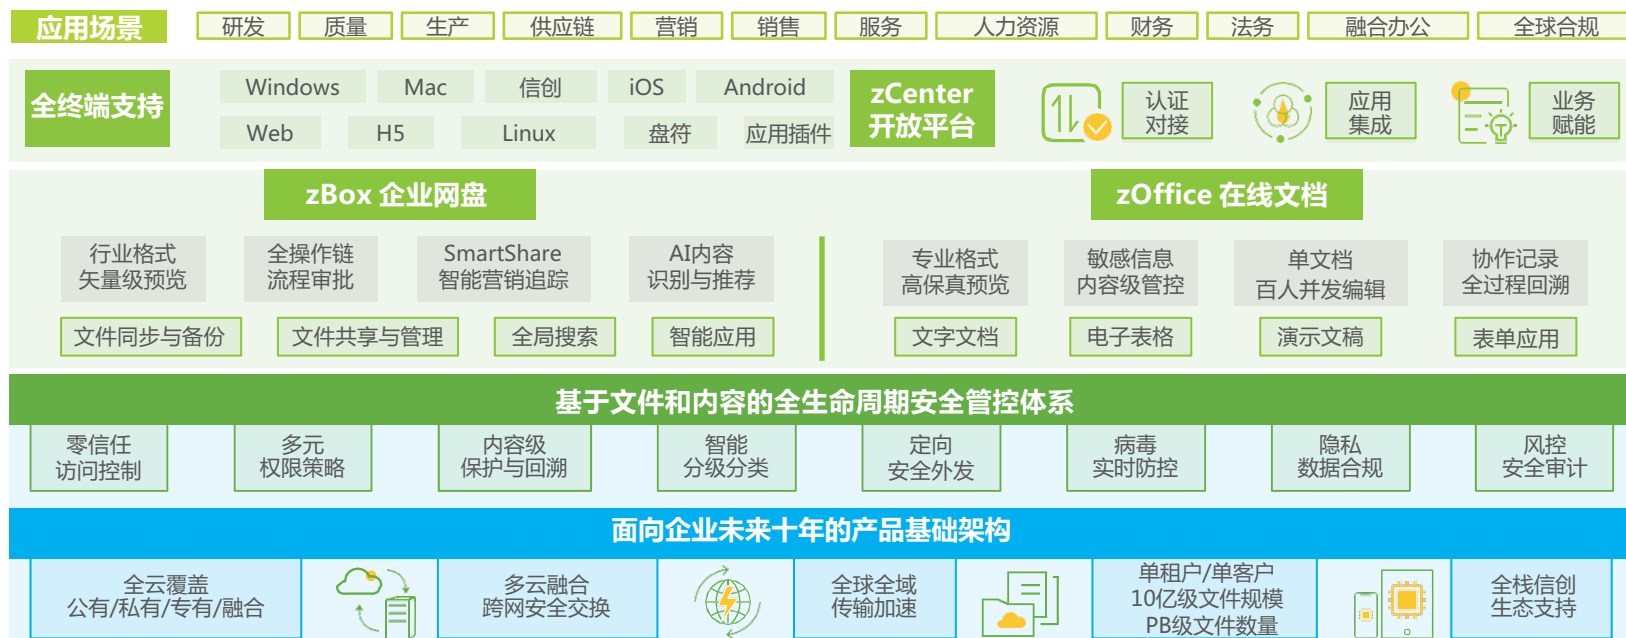 应用场景
研发
质量
生产
供应链
营销
销售
服务
人力资源
财务
法务
融合办公
全球合规
全终端支持
Windows
Mac
信创
iOS
Android
Web
H5
Linux
盘符
应用插件
zCenter
开放平台
认证
对接
应用
集成
业务
赋能
zBox 企业网盘
行业格式
矢量级预览
全操作链
流程审批
SmartShare
智能营销追踪
AI内容
识别与推荐
文件同步与备份
文件共享与管理
全局搜索
智能应用
zOffice 在线文档
专业格式
高保真预览
敏感信息
内容级管控
单文档
百人并发编辑
协作记录
全过程回溯
文字文档
电子表格
演示文稿
表单应用
基于文件和内容的全生命周期安全管控体系
零信任
访问控制
多元
权限策略
内容级
保护与回溯
智能
分级分类
定向
安全外发
病毒
实时防控
隐私
数据合规
风控
安全审计
面向企业未来十年的产品基础架构
全云覆盖
公有/私有/专有/融合
多云融合
跨网安全交换
全球全域
传输加速
单租户/单客户
10亿级文件规模
PB级文件数量
全栈信创
生态支持